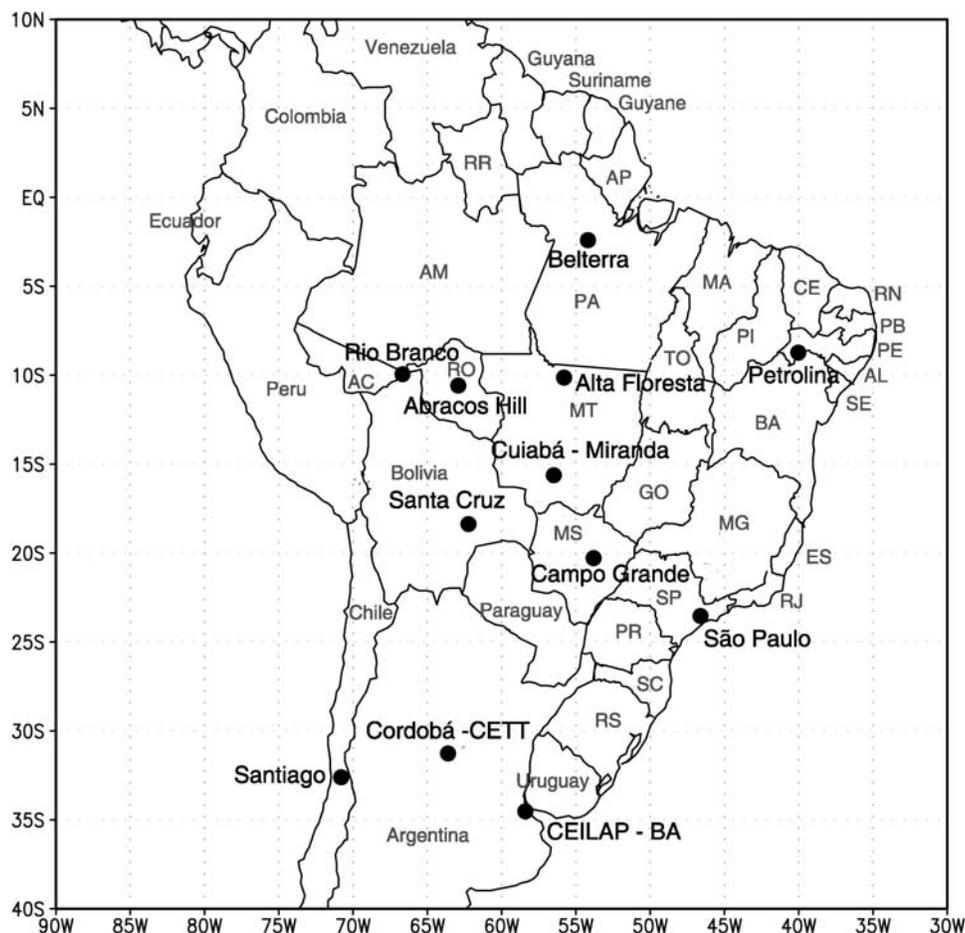 10N
Venezuela
Guyana
Suriname
Guyane
5N
Colombia
RR
AP
EQ
Ecuador
Belterra
AM
MA
CE
5S
PA
RN
PI
PB
Rio Branco
TO
PE
10S
Peru
AC
RO
Alta Floresta
Petrolina
AL
Abracos Hill
MT
SE
BA
Cuiabá - Miranda
15S
Bolivia
GO
Santa Cruz
MG
MS
20S
ES
Campo Grande
SP
RJ
Chile
Paraguay
PR
São Paulo
25S
SC
30S
Cordobá -CETT
RS
Santiago
Uruguay
35S
Argentina
CEILAP - BA
40S
90W 85W 80W 75W 70W 65W 60W 55W 50W 45W 40W 35W 30W